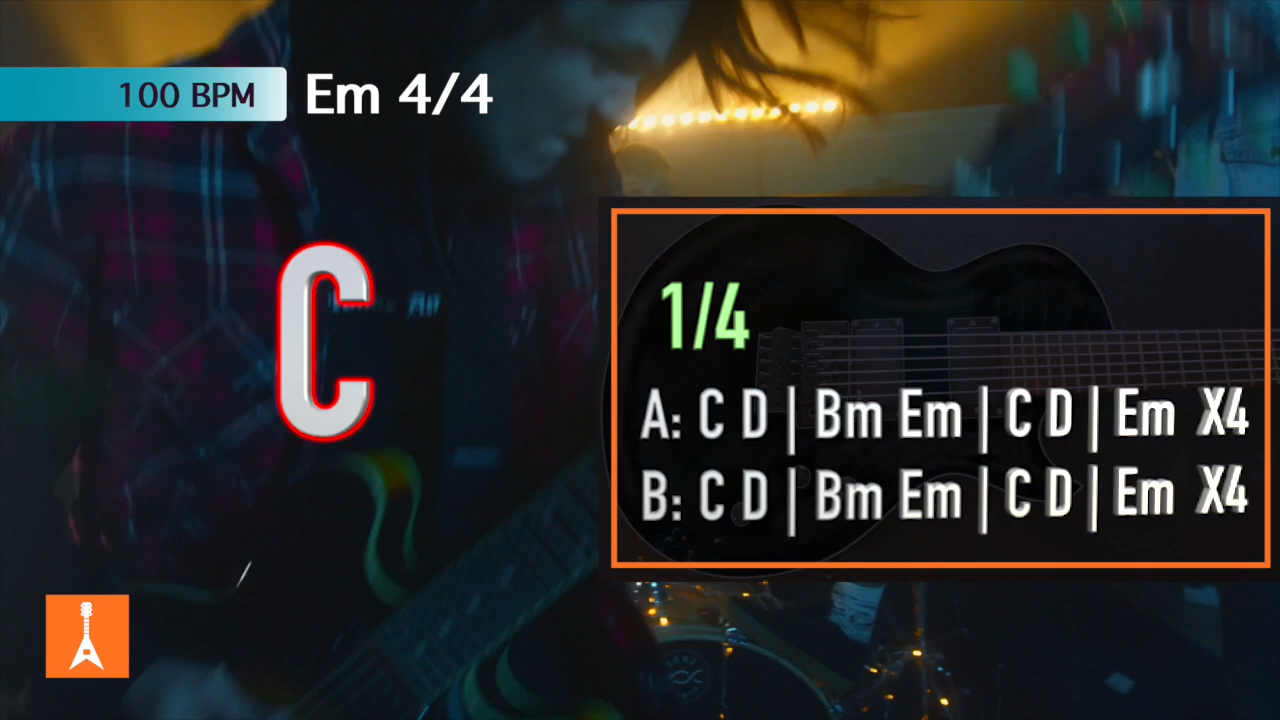 100 BPM Em 4/4
C
1/4
A: C D | Bm Em | C D | Em X4
B: C D | Bm Em | C D | Em X4